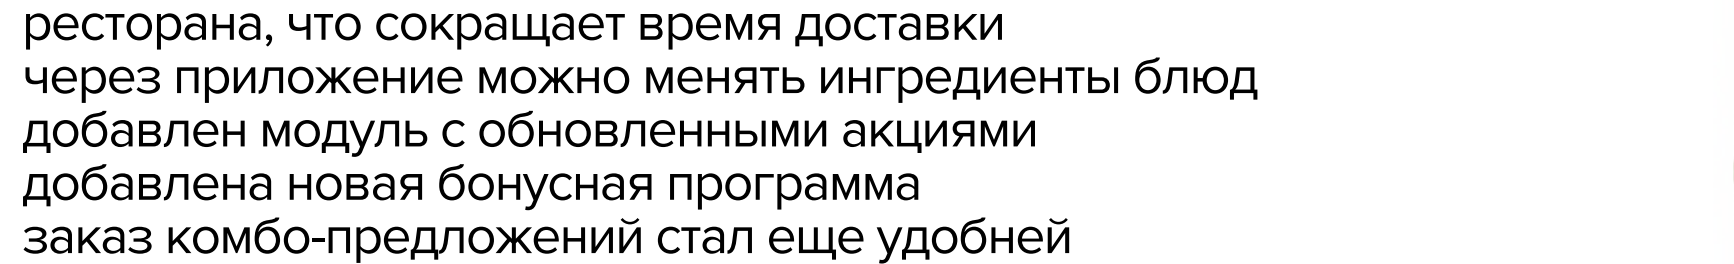 ресторана, что сокращает время доставки
через приложение можно менять ингредиенты блюд
добавлен модуль с обновленными акциями
добавлена новая бонусная программа
заказ комбо-предложений стал еще удобней